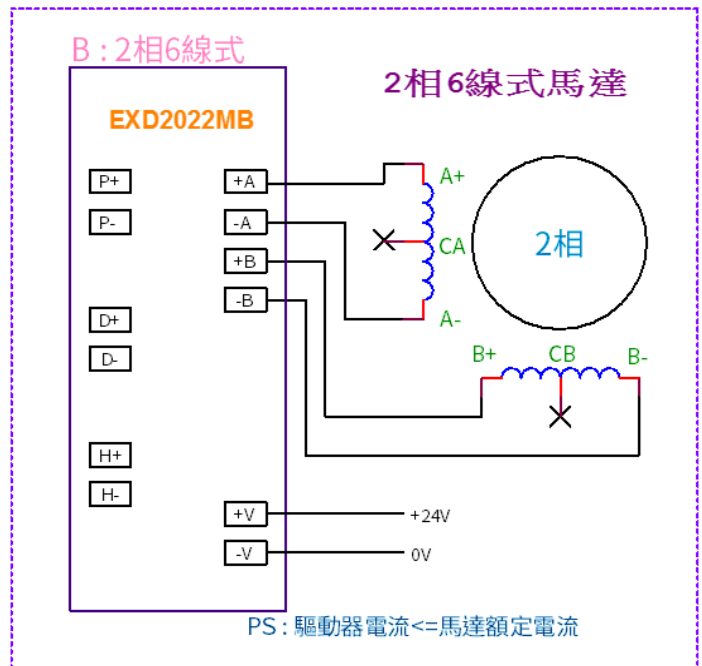 B : 2相6線式
2相6線式馬達
EXD2022MB
P+
+A
A+
P-
-A
+B
CA
2相
-B
D+
A-
D-
B+
CB
B-
H+
H-
+V
+24V
-V
0V
PS : 驅動器電流<=馬達額定電流